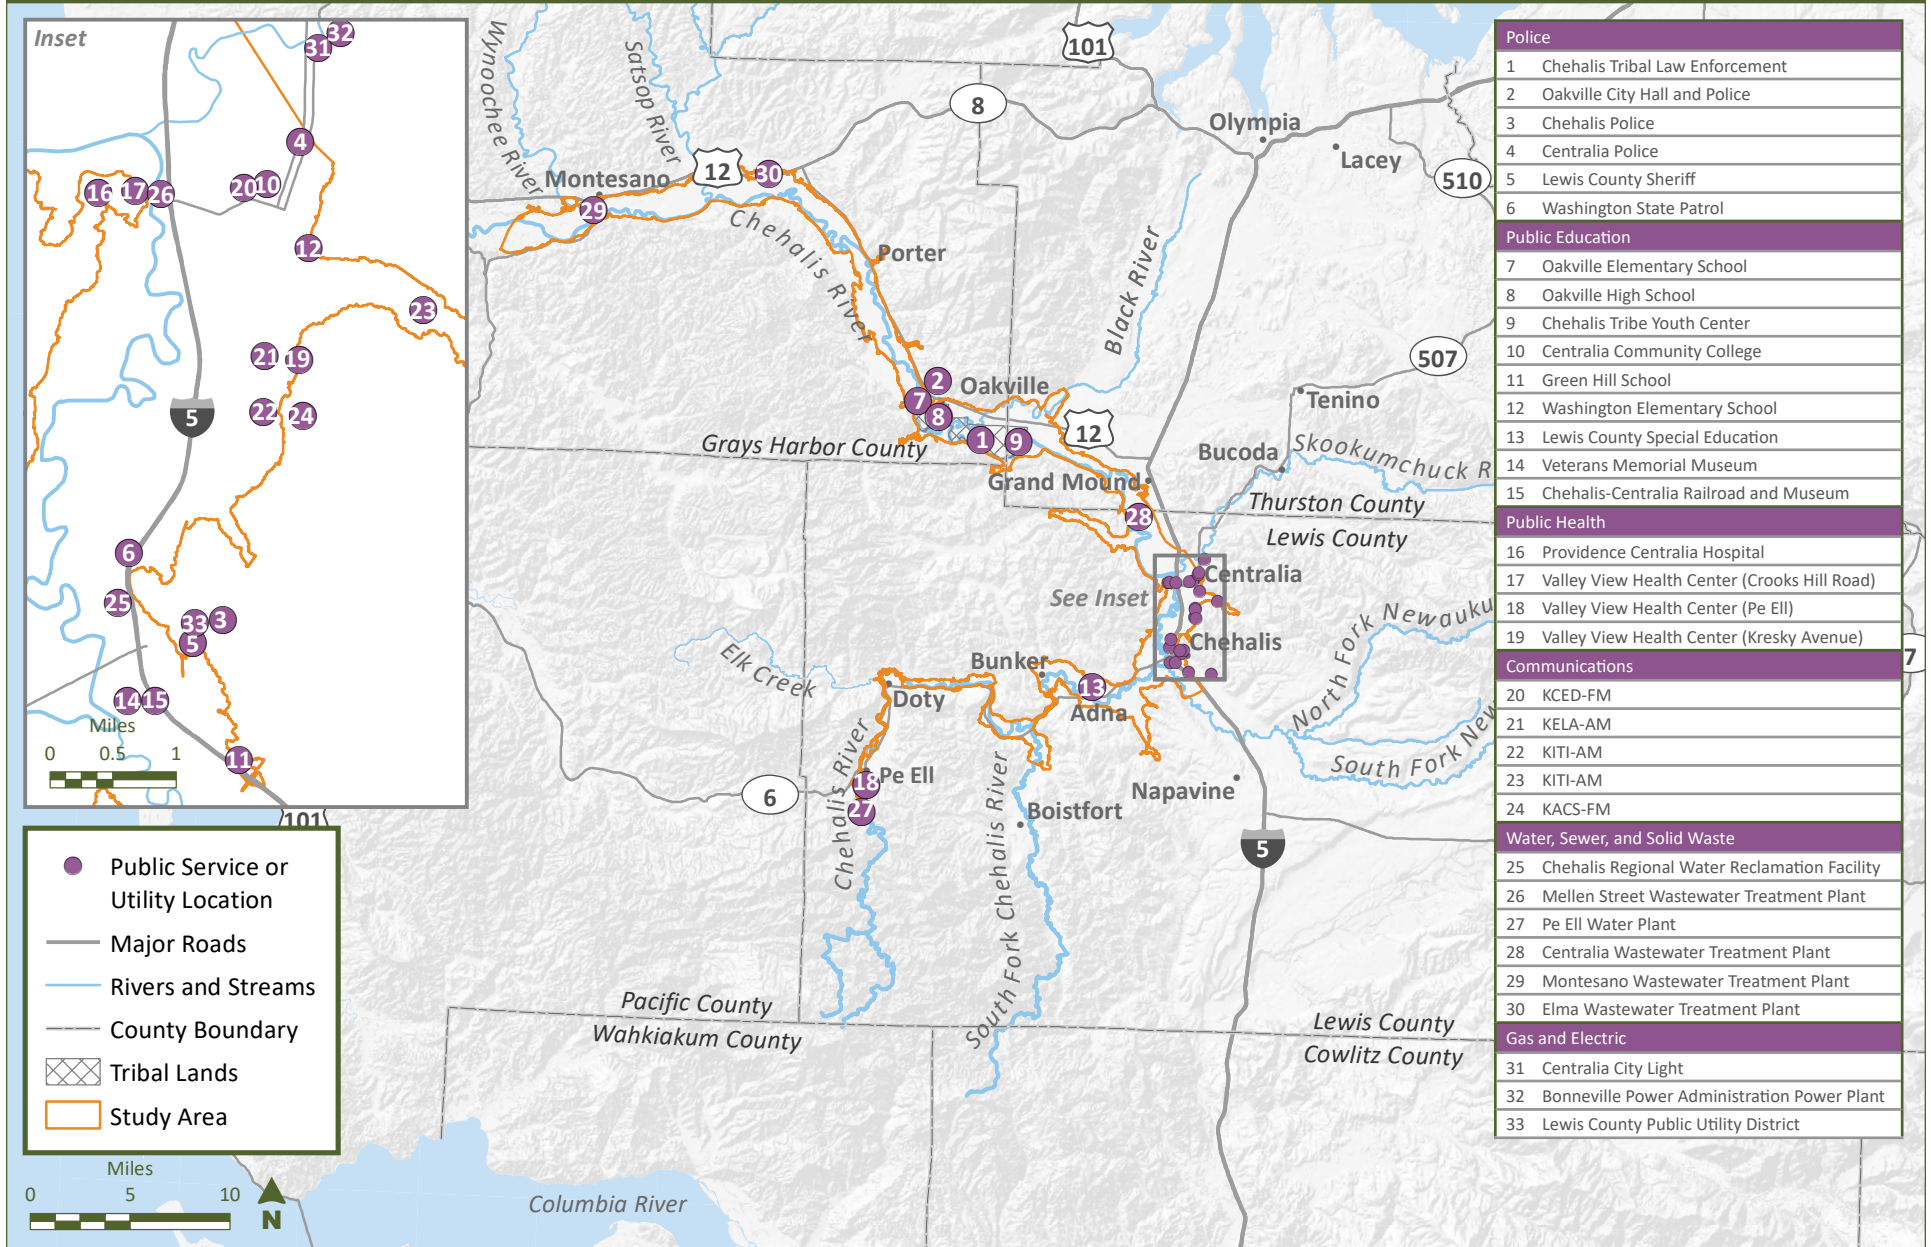 Inset
32
31
4
16
17
26
20
10
12
23
21
19
5
22
24
6
25
33
3
5
14
15
Miles
0 0.5 1
11
101
Public Service or
Utility Location
Major Roads
Rivers and Streams
County Boundary
Tribal Lands
Study Area
Miles
0 5 10
N
Wynoochee River
Satsop River
101
8
Olympia
Lacey
510
12
30
Montesano
29
Chehalis River
Porter
Black River
507
2
Oakville
7
8
1
9
12
Tenino
Grays Harbor County
Bucoda
Skookumchuck R
Grand Mound
Thurston County
28
Lewis County
Centralia
See Inset
North Fork Newauku
Chehalis
7
Elk Creek
Bunker
13
Doty
Adna
South Fork New
Chehalis River
18
Pe Ell
27
6
Napavine
South Fork Chehalis River
Boistfort
5
Pacific County
Wahkiakum County
Lewis County
Cowlitz County
Columbia River
Police
1 Chehalis Tribal Law Enforcement
2 Oakville City Hall and Police
3 Chehalis Police
4 Centralia Police
5 Lewis County Sheriff
6 Washington State Patrol
Public Education
7 Oakville Elementary School
8 Oakville High School
9 Chehalis Tribe Youth Center
10 Centralia Community College
11 Green Hill School
12 Washington Elementary School
13 Lewis County Special Education
14 Veterans Memorial Museum
15 Chehalis-Centralia Railroad and Museum
Public Health
16 Providence Centralia Hospital
17 Valley View Health Center (Crooks Hill Road)
18 Valley View Health Center (Pe Ell)
19 Valley View Health Center (Kresky Avenue)
Communications
20 KCED-FM
21 KELA-AM
22 KITI-AM
23 KITI-AM
24 KACS-FM
Water, Sewer, and Solid Waste
25 Chehalis Regional Water Reclamation Facility
26 Mellen Street Wastewater Treatment Plant
27 Pe Ell Water Plant
28 Centralia Wastewater Treatment Plant
29 Montesano Wastewater Treatment Plant
30 Elma Wastewater Treatment Plant
Gas and Electric
31 Centralia City Light
32 Bonneville Power Administration Power Plant
33 Lewis County Public Utility District